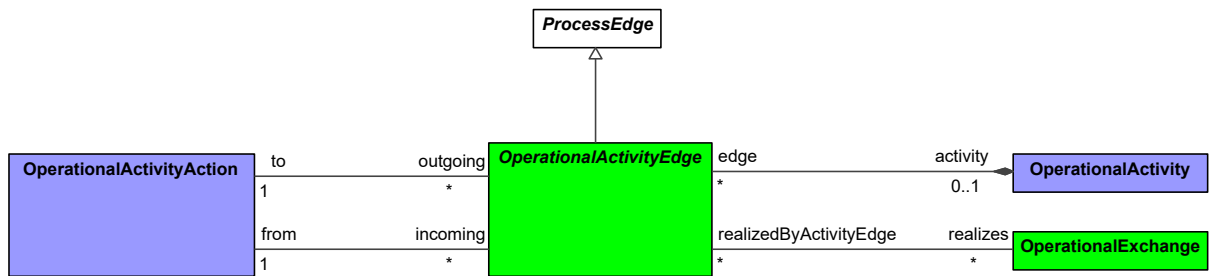 ProcessEdge
OperationalActivityAction
to
outgoing
1
*
from
incoming
1
*
OperationalActivityEdge
edge
activity
*
0..1
OperationalActivity
realizedByActivityEdge
realizes
*
*
OperationalExchange